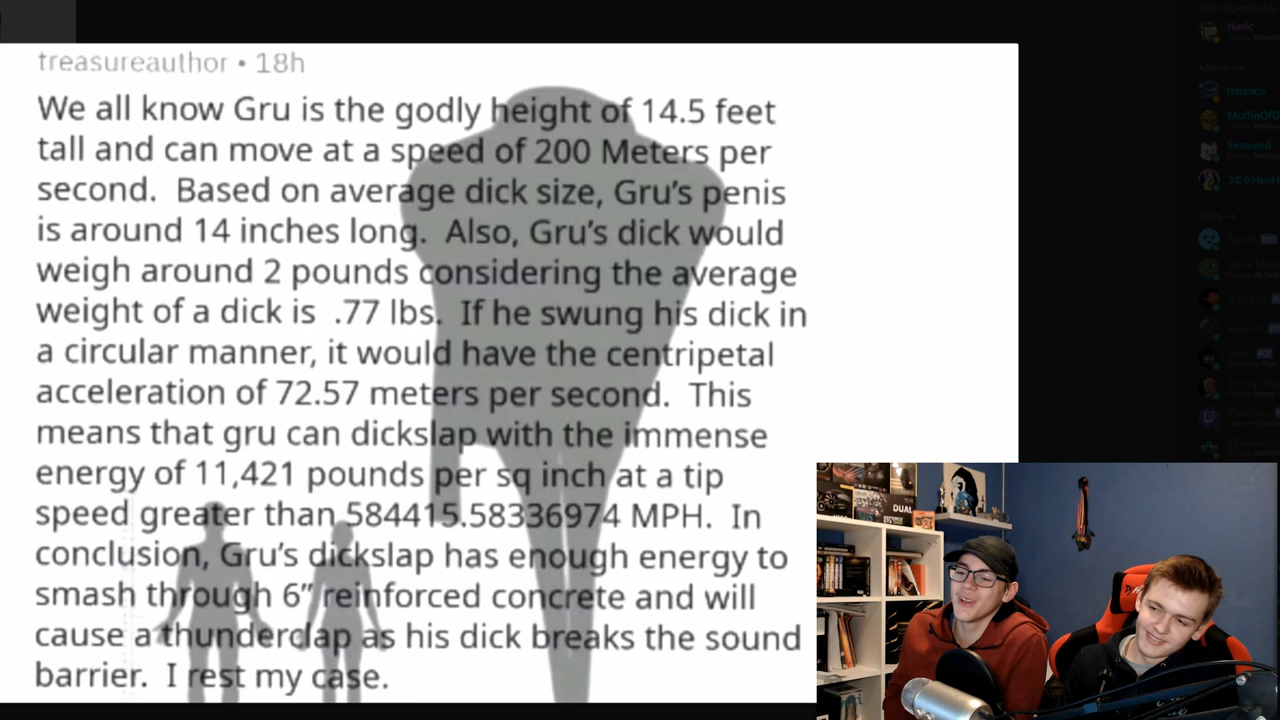 treasureauthor • 18h
We all know Gru is the godly height of 14.5 feet
tall and can move at a speed of 200 Meters per
second.  Based on average dick size, Gru's penis
is around 14 inches long.  Also, Gru's dick would
weigh around 2 pounds considering the average
weight of a dick is  .77 lbs.  If he swung his dick in
a circular manner, it would have the centripetal
acceleration of 72.57 meters per second.  This
means that gru can dickslap with the immense
energy of 11,421 pounds per sq inch at a tip
speed greater than 584415.58336974 MPH.  In
conclusion, Gru's dickslap has enough energy to
smash through 6” reinforced concrete and will
cause a thunderclap as his dick breaks the sound
barrier.  I rest my case.
Naric
Istianco
Seaweed
DUAL